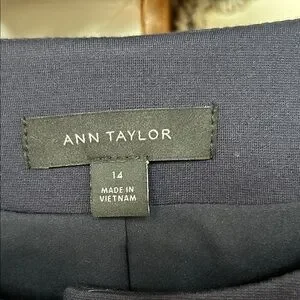 ANN TAYLOR
14
MADE IN
VIETNAM